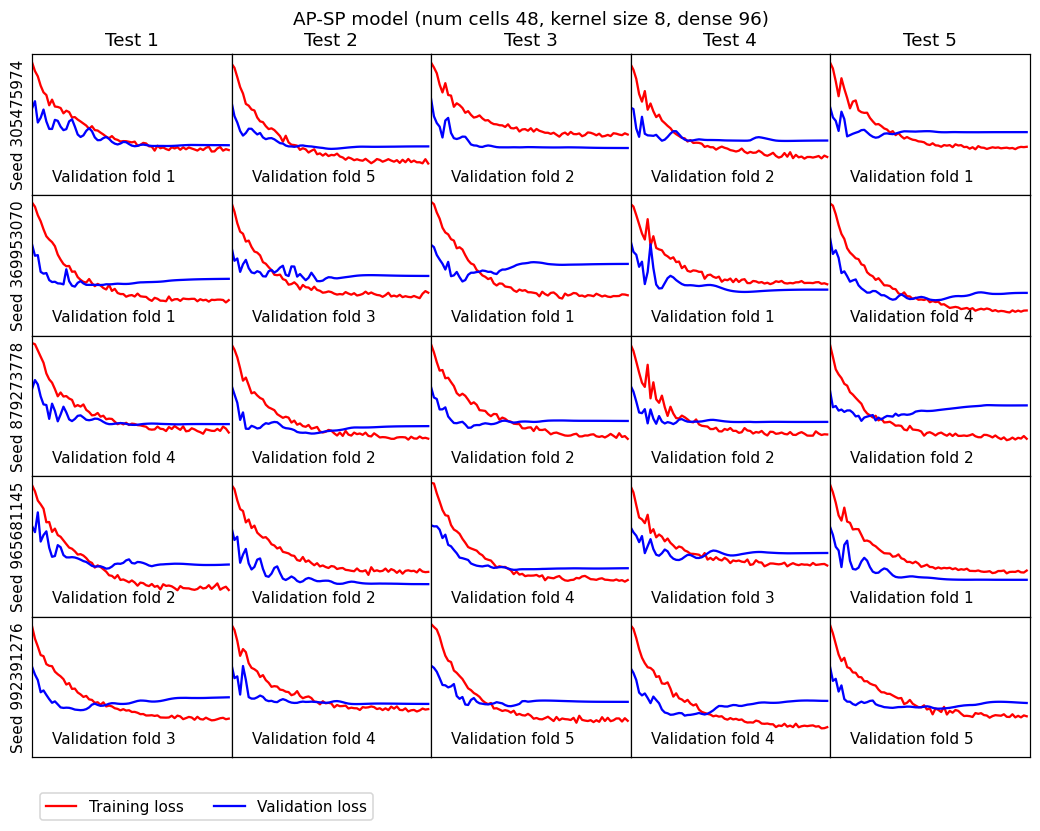 AP-SP model (num cells 48, kernel size 8, dense 96)
Test 1 Test 2 Test 3 Test 4 Test 5
Seed 305475974
Validation fold 1 Validation fold 5 Validation fold 2 Validation fold 2 Validation fold 1
Seed 369953070
Validation fold 1 Validation fold 3 Validation fold 1 Validation fold 1 Validation fold 4
Seed 879273778
Validation fold 4 Validation fold 2 Validation fold 2 Validation fold 2 Validation fold 2
Seed 965681145
Validation fold 2 Validation fold 2 Validation fold 4 Validation fold 3 Validation fold 1
Seed 992391276
Validation fold 3 Validation fold 4 Validation fold 5 Validation fold 4 Validation fold 5
Training loss Validation loss